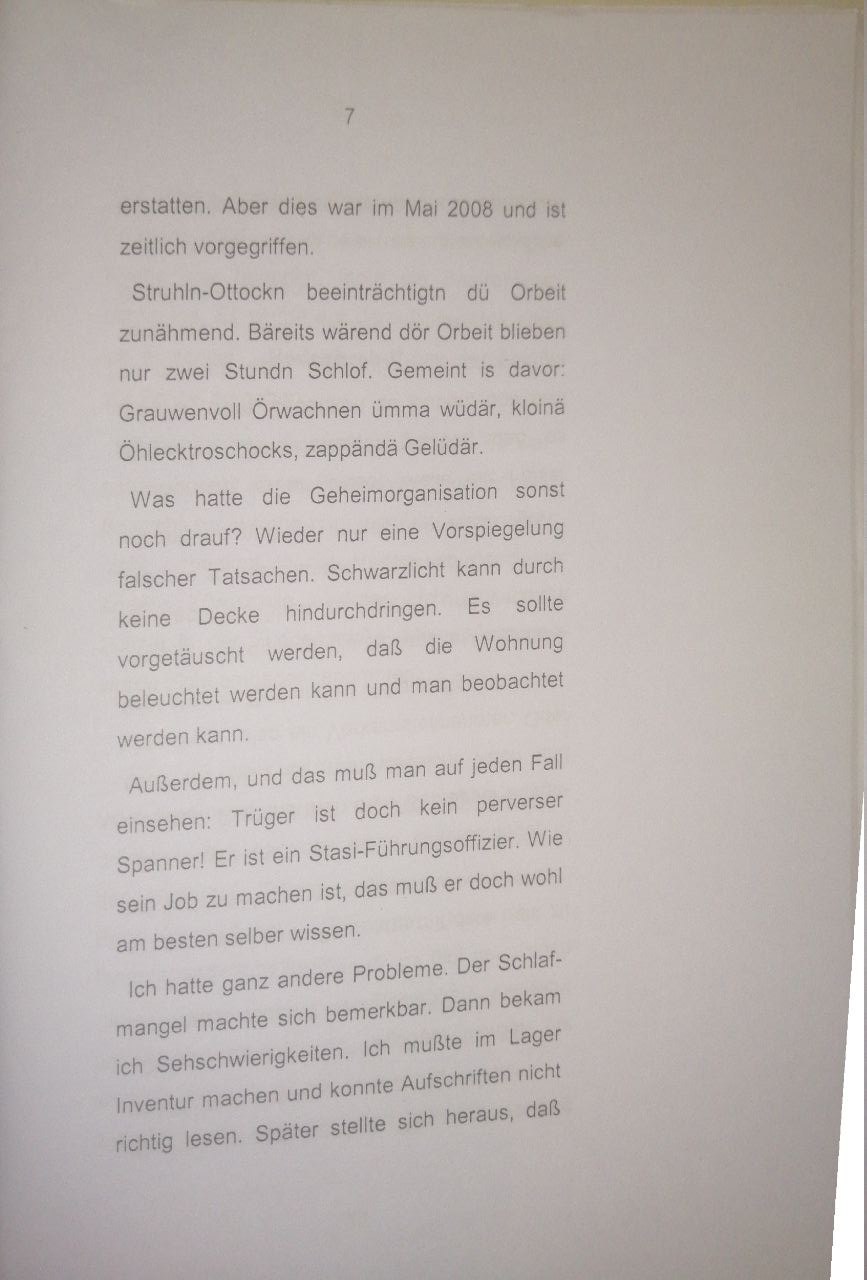 7
erstatten. Aber dies war im Mai 2008 und ist
zeitlich vorgegriffen.
Struhln-Ottockn beeinträchtigtn dü Orbeit
zunähmend. Bäreits wärend dör Orbeit blieben
nur zwei Stundn Schlof. Gemeint is davor:
Grauwenvoll Örwachnen ümma wüdär, kloinä
Öhlecktroschocks, zappändä Gelüdär.
Was hatte die Geheimorganisation sonst
noch drauf? Wieder nur eine Vorspiegelung
falscher Tatsachen. Schwarzlicht kann durch
keine Decke hindurchdringen. Es sollte
vorgetäuscht werden, daß die Wohnung
beleuchtet werden kann und man beobachtet
werden kann.
Außerdem, und das muß man auf jeden Fall
einsehen: Trüger ist doch kein perverser
Spanner! Er ist ein Stasi-Führungsoffizier. Wie
sein Job zu machen ist, das muß er doch wohl
am besten selber wissen.
Ich hatte ganz andere Probleme. Der Schlaf-
mangel machte sich bemerkbar. Dann bekam
ich Sehschwierigkeiten. Ich mußte im Lager
Inventur machen und konnte Aufschriften nicht
richtig lesen. Später stellte sich heraus, daß